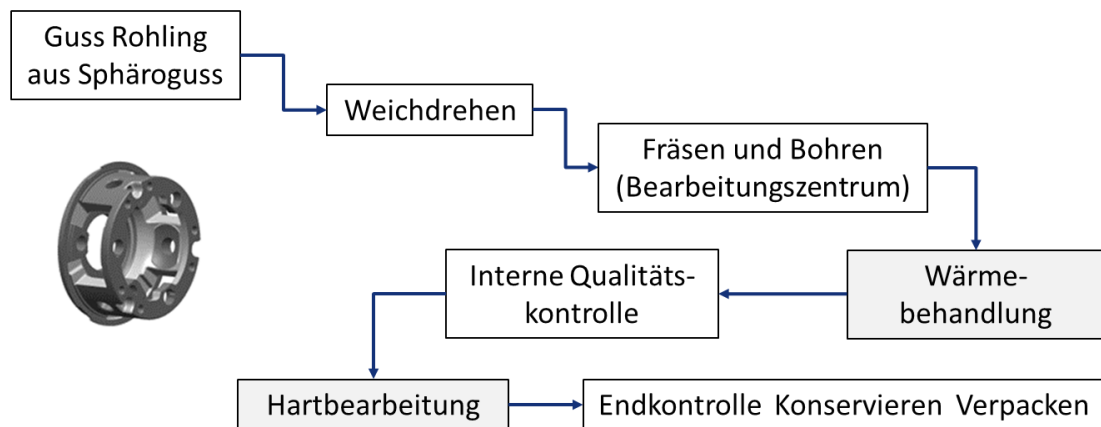 Guss Rohling
aus Sphäroguss
Weichdrehen
Fräsen und Bohren
(Bearbeitungszentrum)
Wärme-
behandlung
Interne Qualitäts-
kontrolle
Hartbearbeitung
Endkontrolle Konservieren Verpacken